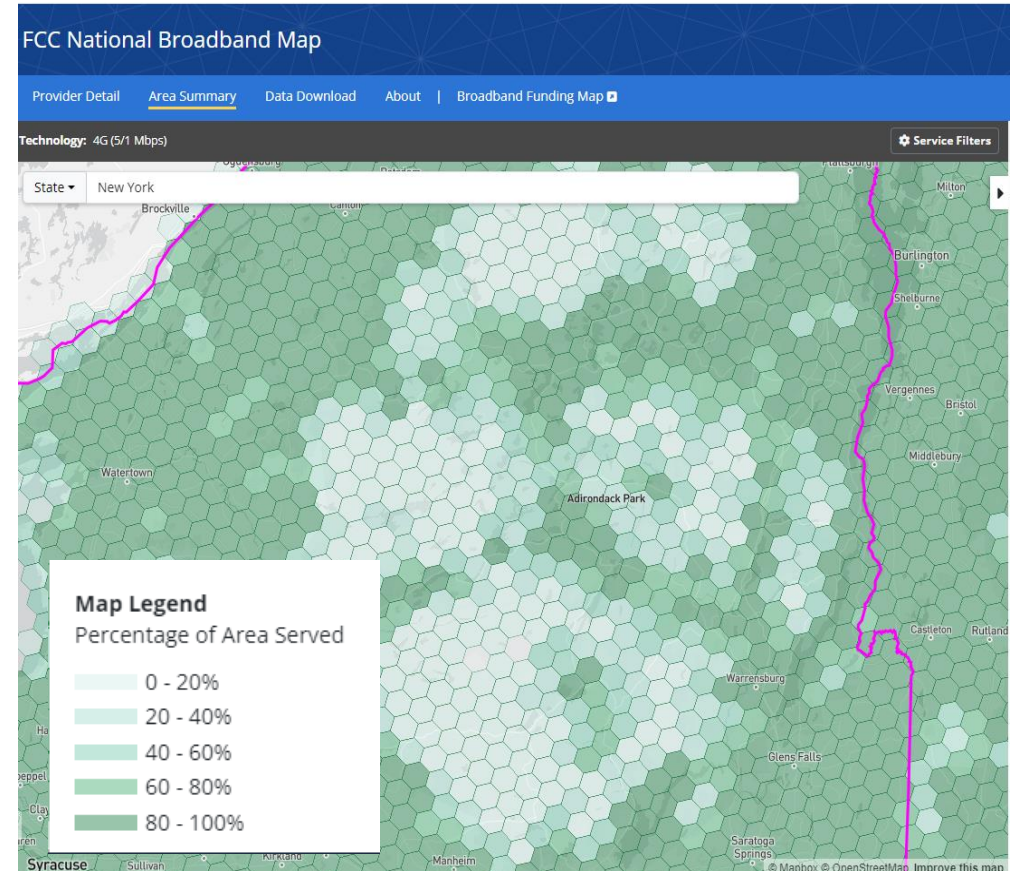 FCC National Broadband Map
Provider Detail Area Summary Data Download About | Broadband Funding Map
Technology: 4G (5/1 Mbps)
Service Filters
State
New York
Plattsburgh
Milton
Brockville
Canton
Burlington
Shelburne
Vergennes
Bristol
Middlebury
Watertown
Adirondack Park
Map Legend
Percentage of Area Served
0 - 20%
20 - 40%
40 - 60%
60 - 80%
80 - 100%
Castleton
Rutland
Warrensburg
Glens Falls
Saratoga
Springs
Syracuse
Sullivan
Kirkland
Manheim
© Mapbox © OpenStreetMap Improve this map